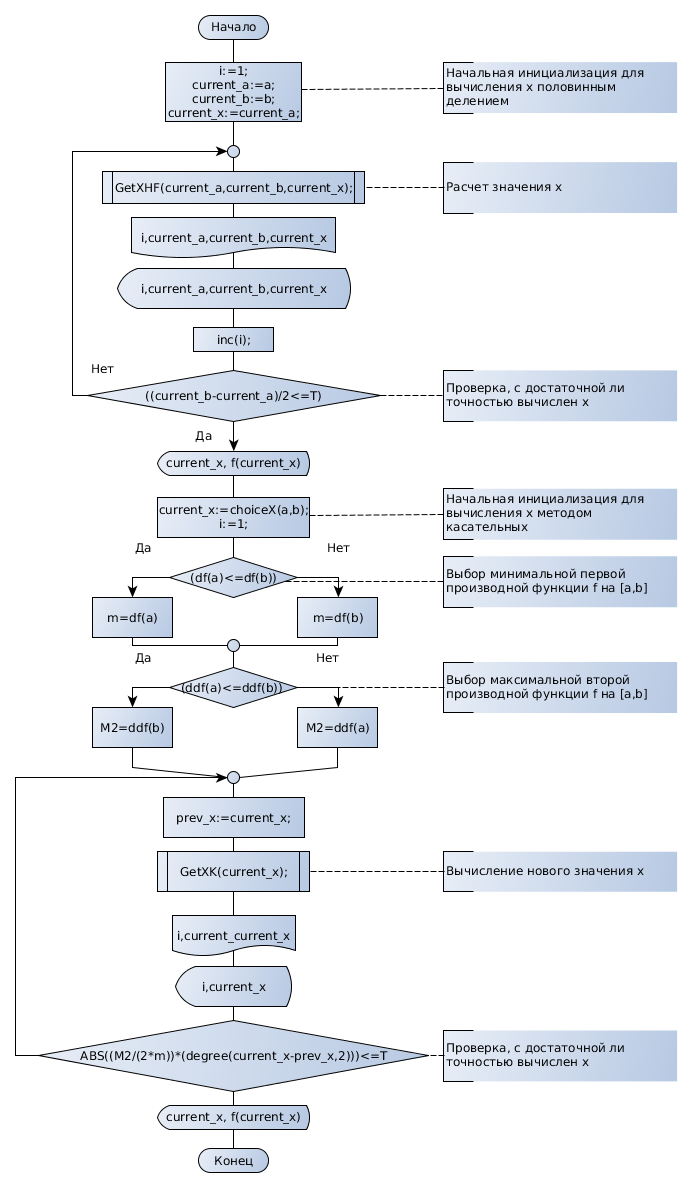 Начало
i:=1;
current_a:=a;
current_b:=b;
current_x:=current_a;
Начальная инициализация для
вычисления x половинным
делением
GetXHF(current_a,current_b,current_x);
Расчет значения x
i,current_a,current_b,current_x
i,current_a,current_b,current_x
inc(i);
Нет
((current_b-current_a)/2<=T)
Проверка, с достаточной ли
точностью вычислен x
Да
current_x, f(current_x)
current_x:=choiceX(a,b);
i:=1;
Начальная инициализация для
вычисления x методом
касательных
Да
Нет
(df(a)<=df(b))
Выбор минимальной первой
производной функции f на [a,b]
m=df(a)
m=df(b)
Да
Нет
(ddf(a)<=ddf(b))
Выбор максимальной второй
производной функции f на [a,b]
M2=ddf(b)
M2=ddf(a)
prev_x:=current_x;
GetXK(current_x);
Вычисление нового значения x
i,current_current_x
i,current_x
ABS((M2/(2*m))*(degree(current_x-prev_x,2)))<=T
Проверка, с достаточной ли
точностью вычислен x
current_x, f(current_x)
Конец